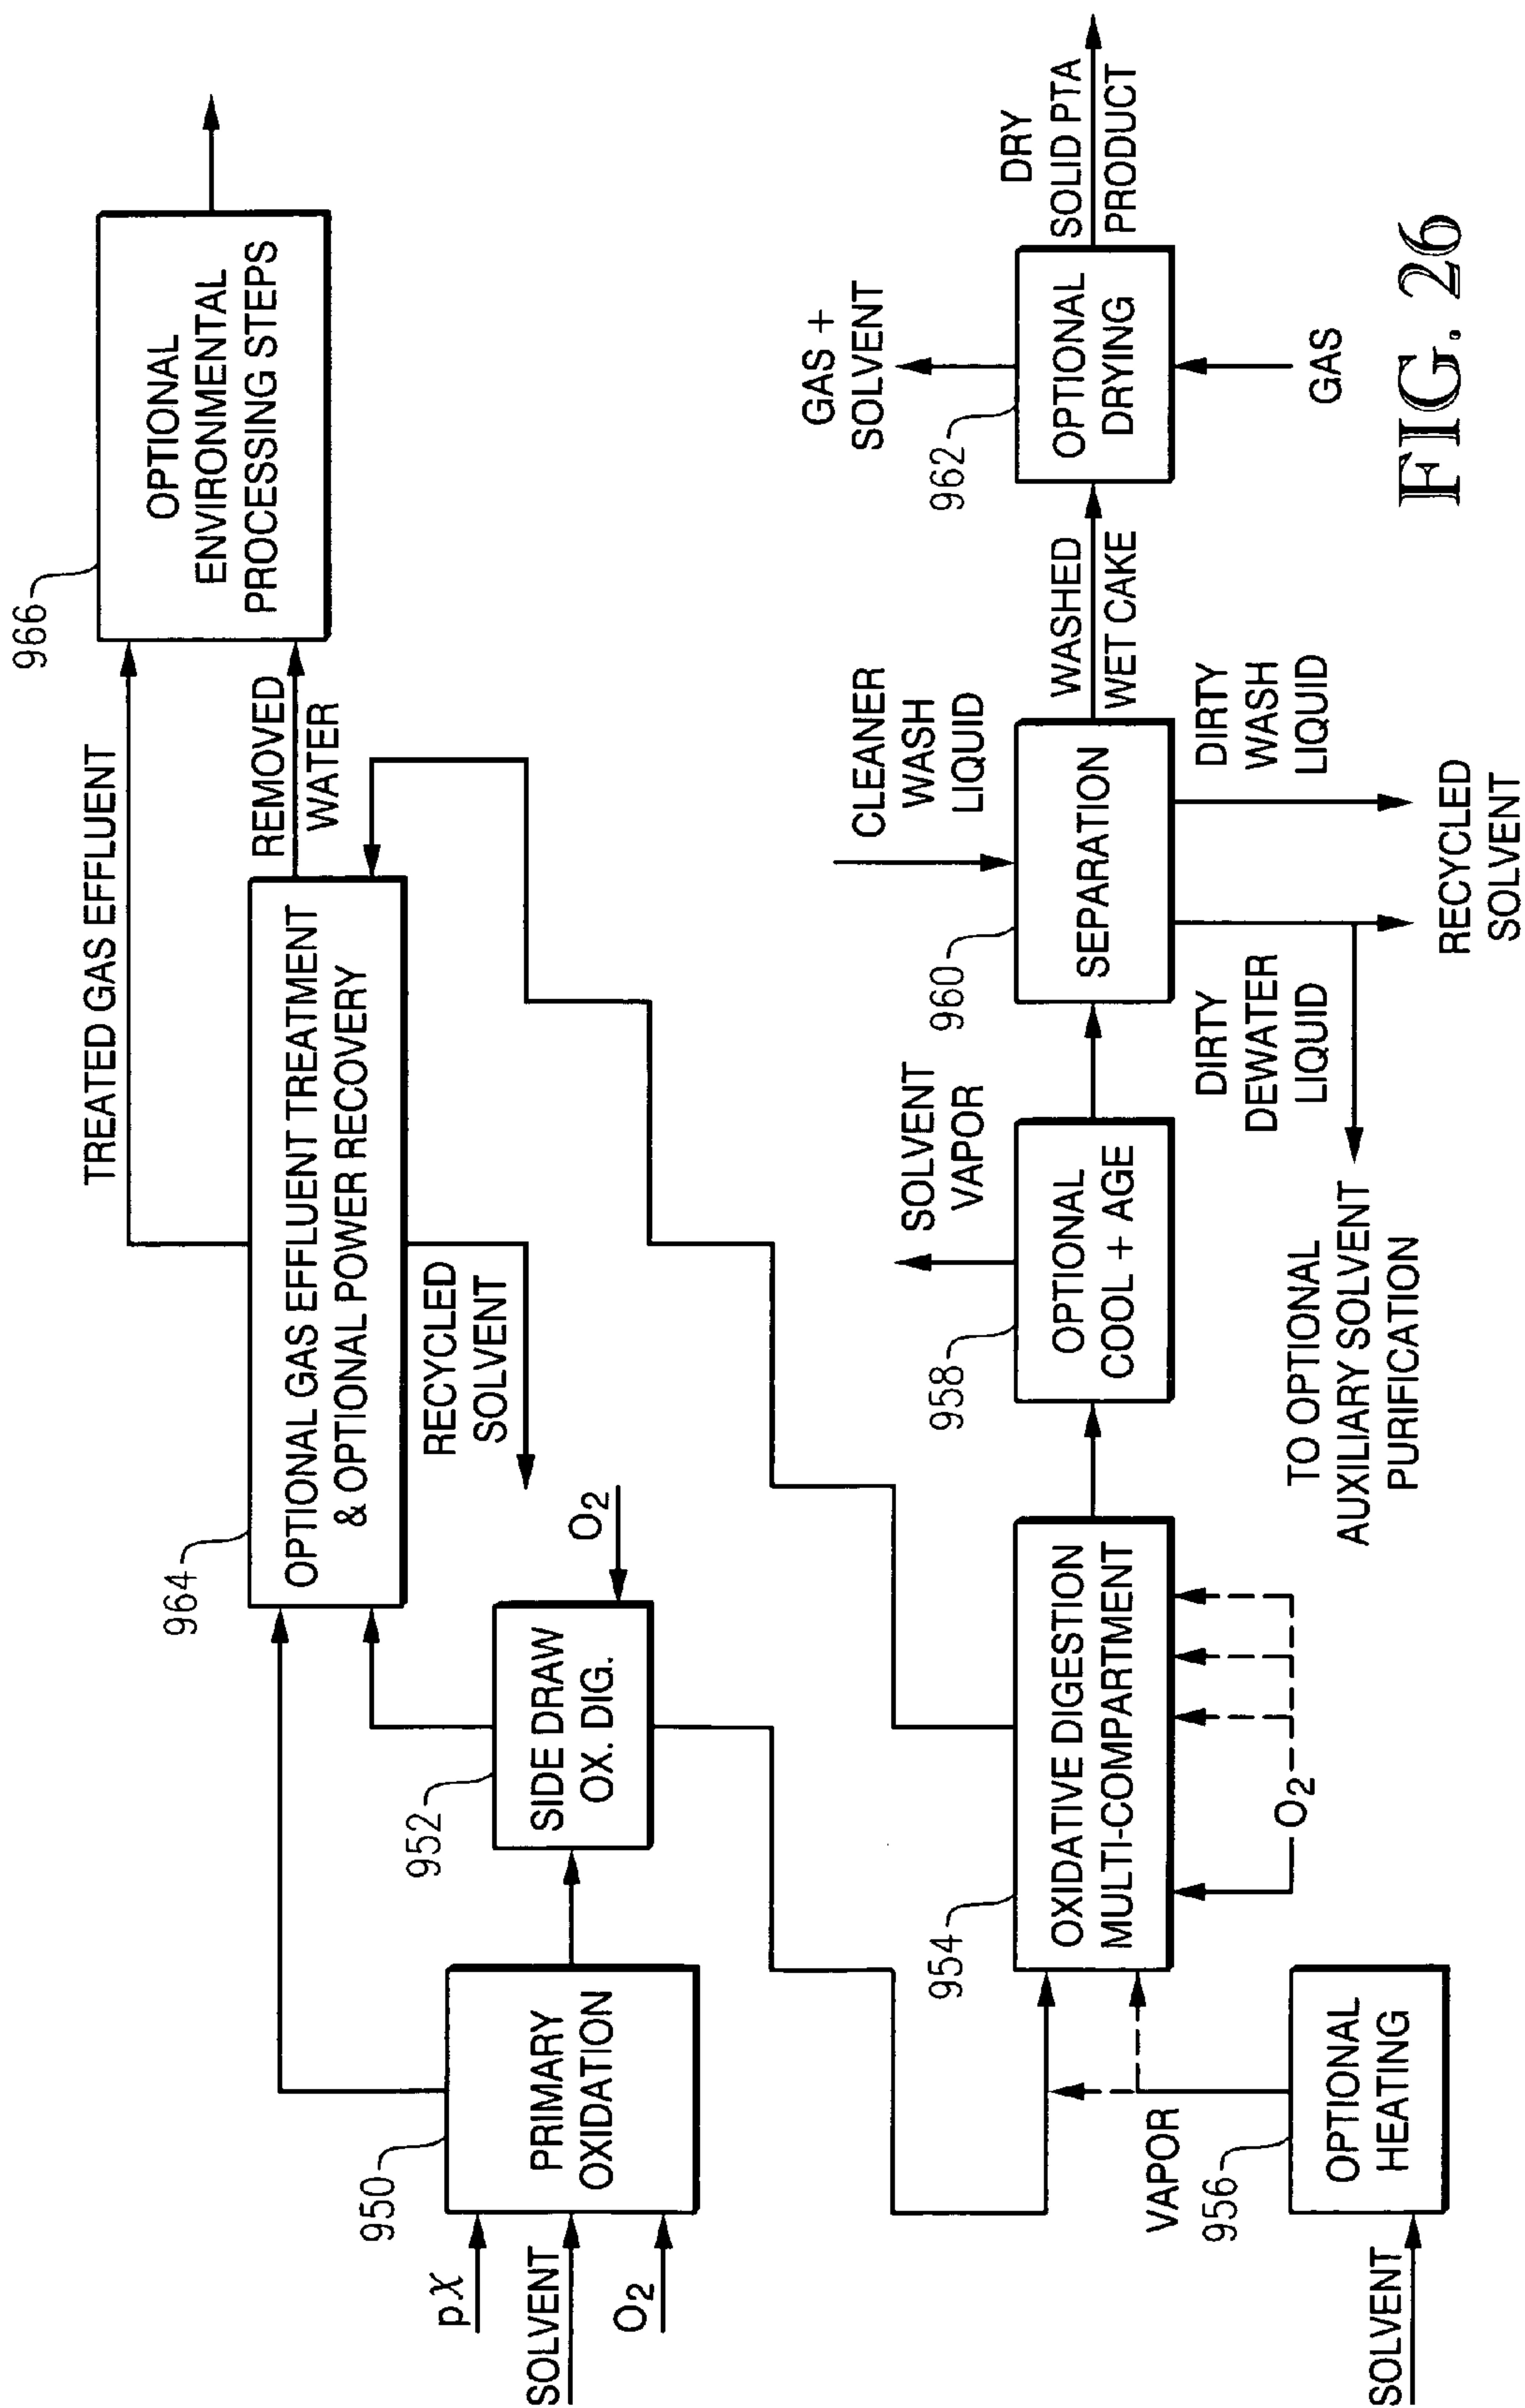 966
OPTIONAL
ENVIRONMENTAL
PROCESSING STEPS
TREATED GAS EFFLUENT
REMOVED
WATER
964
OPTIONAL GAS EFFLUENT TREATMENT
& OPTIONAL POWER RECOVERY
RECYCLED
SOLVENT
950
PRIMARY
OXIDATION
pX
SOLVENT
O2
952
SIDE DRAW
OX. DIG.
O2
954
OXIDATIVE DIGESTION
MULTI-COMPARTMENT
O2
VAPOR
956
OPTIONAL
HEATING
SOLVENT
958
OPTIONAL
COOL + AGE
SOLVENT
VAPOR
960
SEPARATION
CLEANER
WASH
LIQUID
DIRTY
DEWATER
LIQUID
DIRTY
WASH
LIQUID
TO OPTIONAL
AUXILIARY SOLVENT
PURIFICATION
RECYCLED
SOLVENT
WASHED
WET CAKE
962
OPTIONAL
DRYING
GAS +
SOLVENT
GAS
DRY
SOLID PTA
PRODUCT
FIG. 26